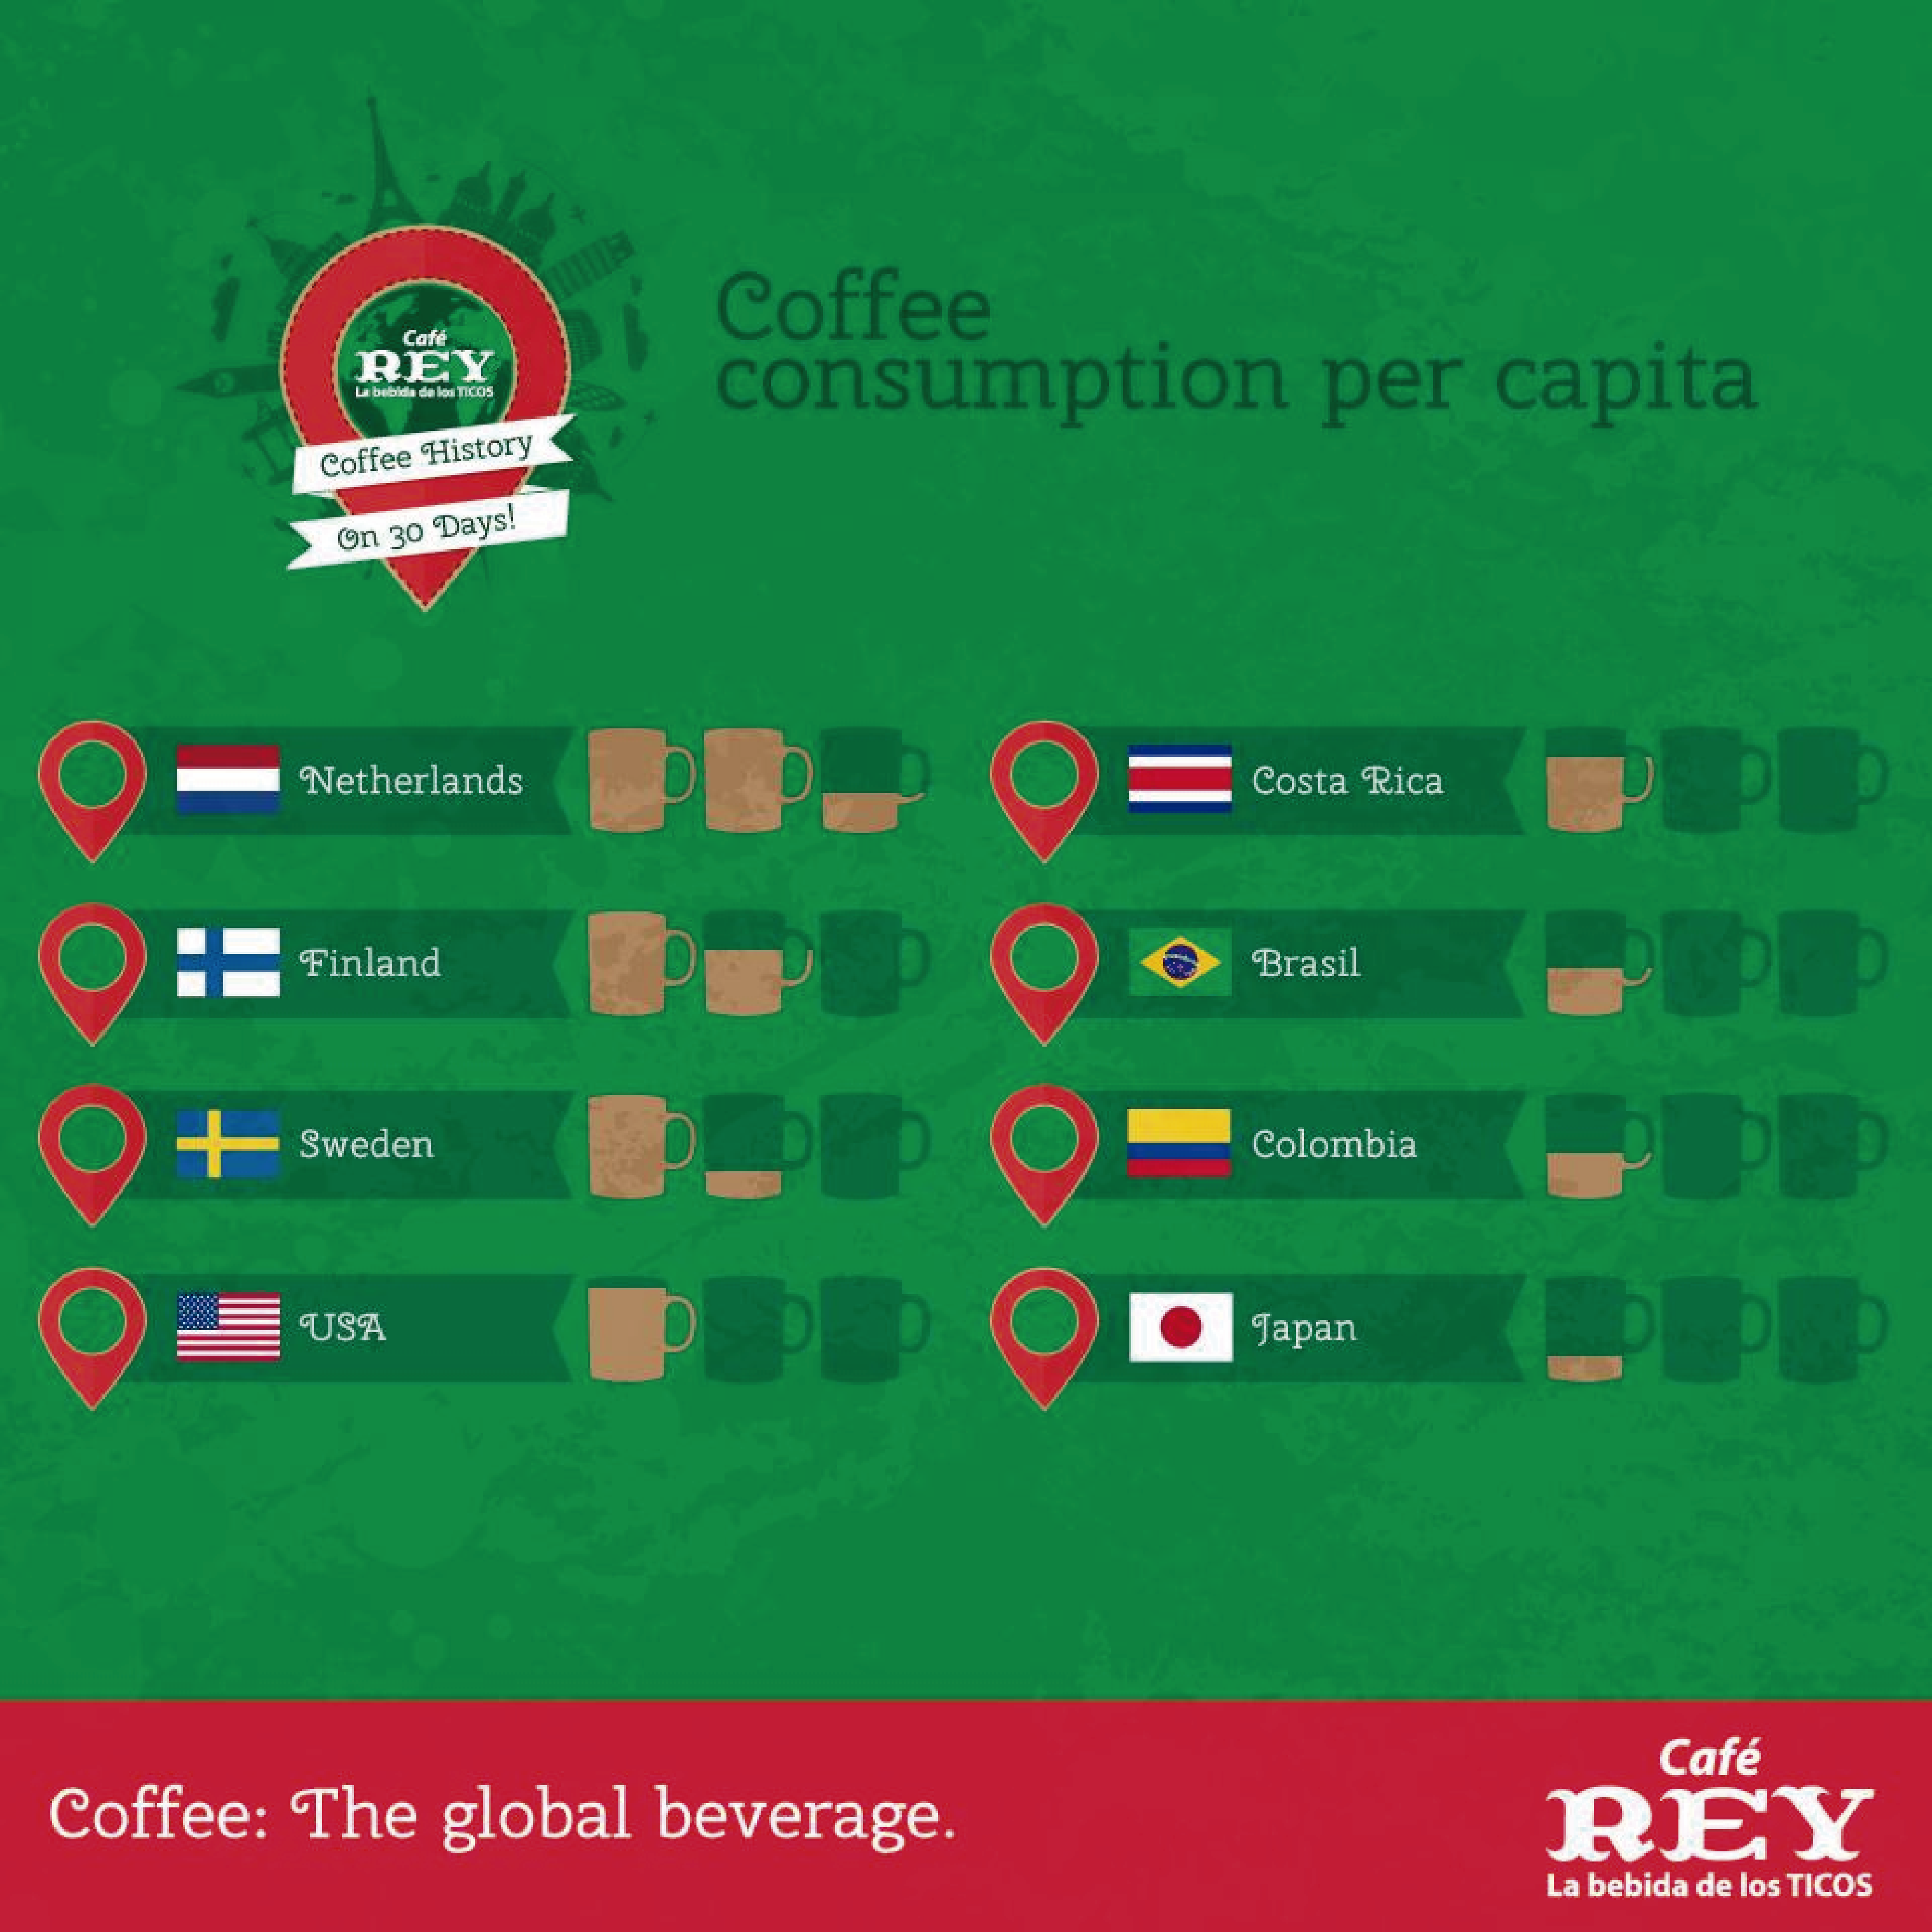 Café
REY
La bebida de los TICOS
Coffee History
On 30 Days!
Coffee
consumption per capita
Netherlands
Finland
Sweden
USA
Costa Rica
Brasil
Colombia
Japan
Coffee: The global beverage.
Café
REY
La bebida de los TICOS